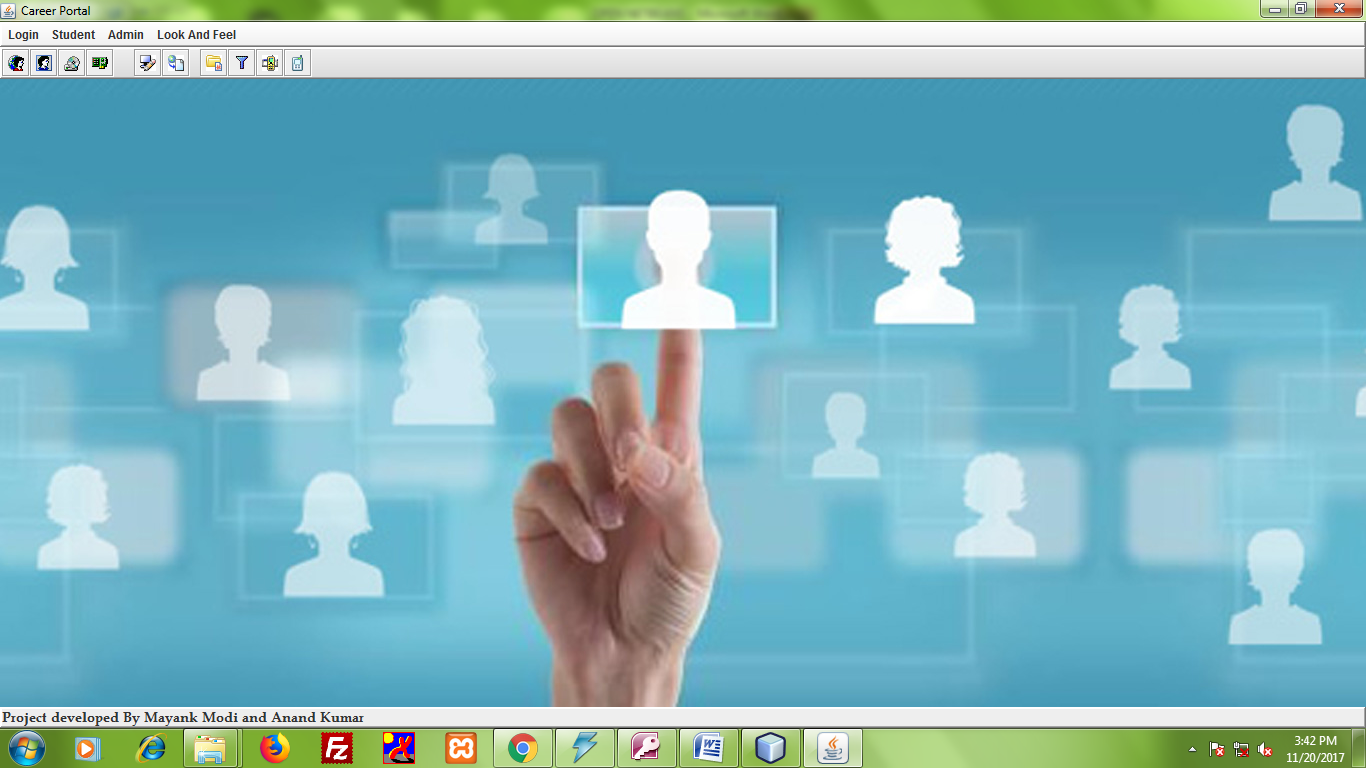 Career Portal
Login Student Admin Look And Feel
Project developed By Mayank Modi and Anand Kumar
3:42 PM
11/20/2017